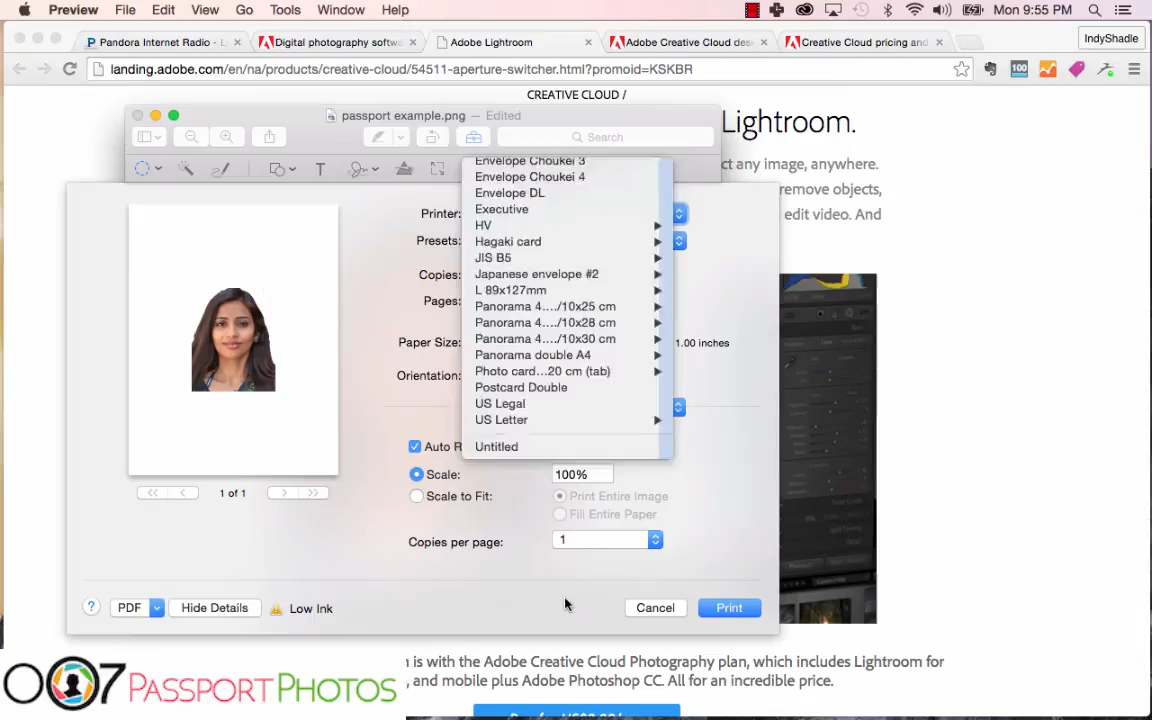 Preview File Edit View Go Tools Window Help Mon 9:55 PM
Pandora Internet Radio - L Digital photography softwa Adobe Lightroom Adobe Creative Cloud des Creative Cloud pricing and IndyShadle
landing.adobe.com/en/na/products/creative-cloud/54511-aperture-switcher.html?promoid=KSKBR 100
CREATIVE CLOUD /
passport example.png — Edited
Lightroom.
Search
ct any image, anywhere.
remove objects,
edit video. And
T
Envelope Choukei 3
Envelope Choukei 4
Envelope DL
Executive
HV
Hagaki card
JIS B5
Japanese envelope #2
L 89x127mm
Panorama 4..../10x25 cm
Panorama 4..../10x28 cm
Panorama 4..../10x30 cm
Panorama double A4
Photo card...20 cm (tab)
Postcard Double
US Legal
US Letter
Untitled
Printer:
Presets:
Copies:
Pages:
Paper Size: 1.00 inches
Orientation:
Auto R
Scale: 100%
Scale to Fit: Print Entire Image
Fill Entire Paper
Copies per page: 1
1 of 1
? PDF Hide Details Low Ink Cancel Print
n is with the Adobe Creative Cloud Photography plan, which includes Lightroom for
, and mobile plus Adobe Photoshop CC. All for an incredible price.
007 PASSPORT PHOTOS